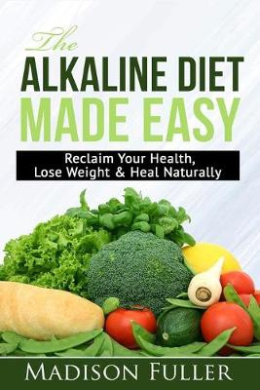 The
ALKALINE DIET
MADE EASY
Reclaim Your Health,
Lose Weight & Heal Naturally
MADISON FULLER